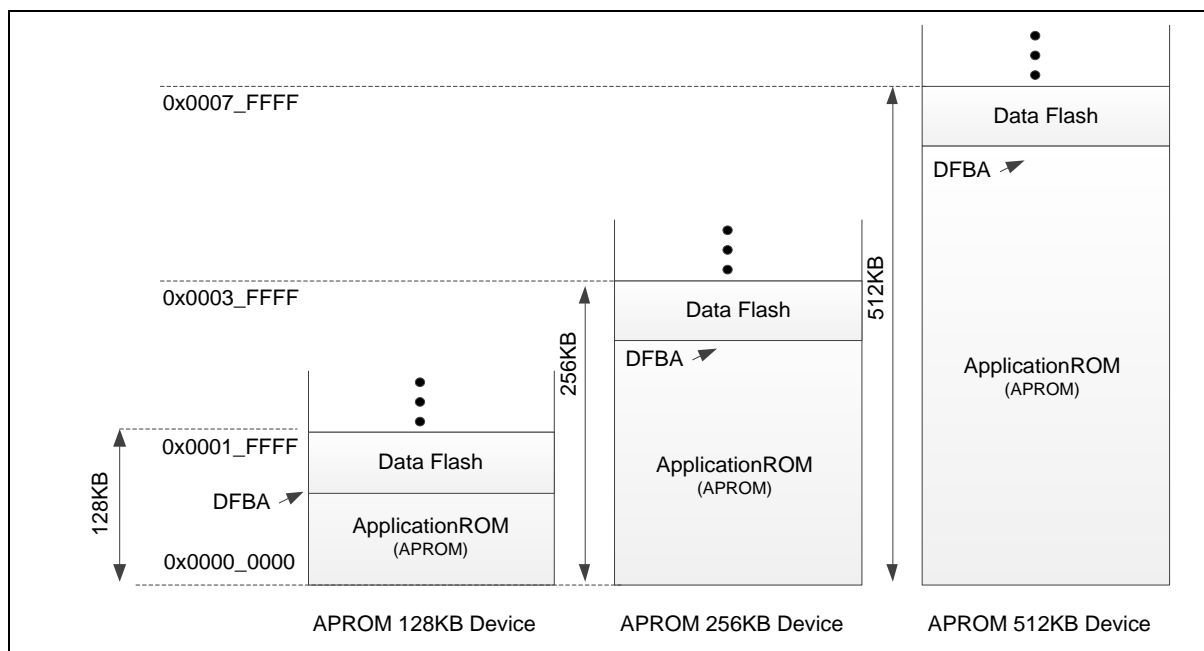 0x0007_FFFF
Data Flash
DFBA
512KB
0x0003_FFFF
Data Flash
DFBA
256KB
ApplicationROM
(APROM)
ApplicationROM
(APROM)
0x0001_FFFF
Data Flash
128KB
DFBA
ApplicationROM
(APROM)
0x0000_0000
APROM 128KB Device
APROM 256KB Device
APROM 512KB Device